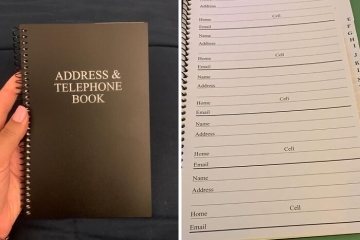 ADDRESS &
TELEPHONE
BOOK
Address
Home Cell
Email
Name
Address
Home Cell
Email
Name
Address
Home Cell
Email
Name
Address
Home Cell
Email
Name
Address
Home Cell
Email
F
G
H
I
J